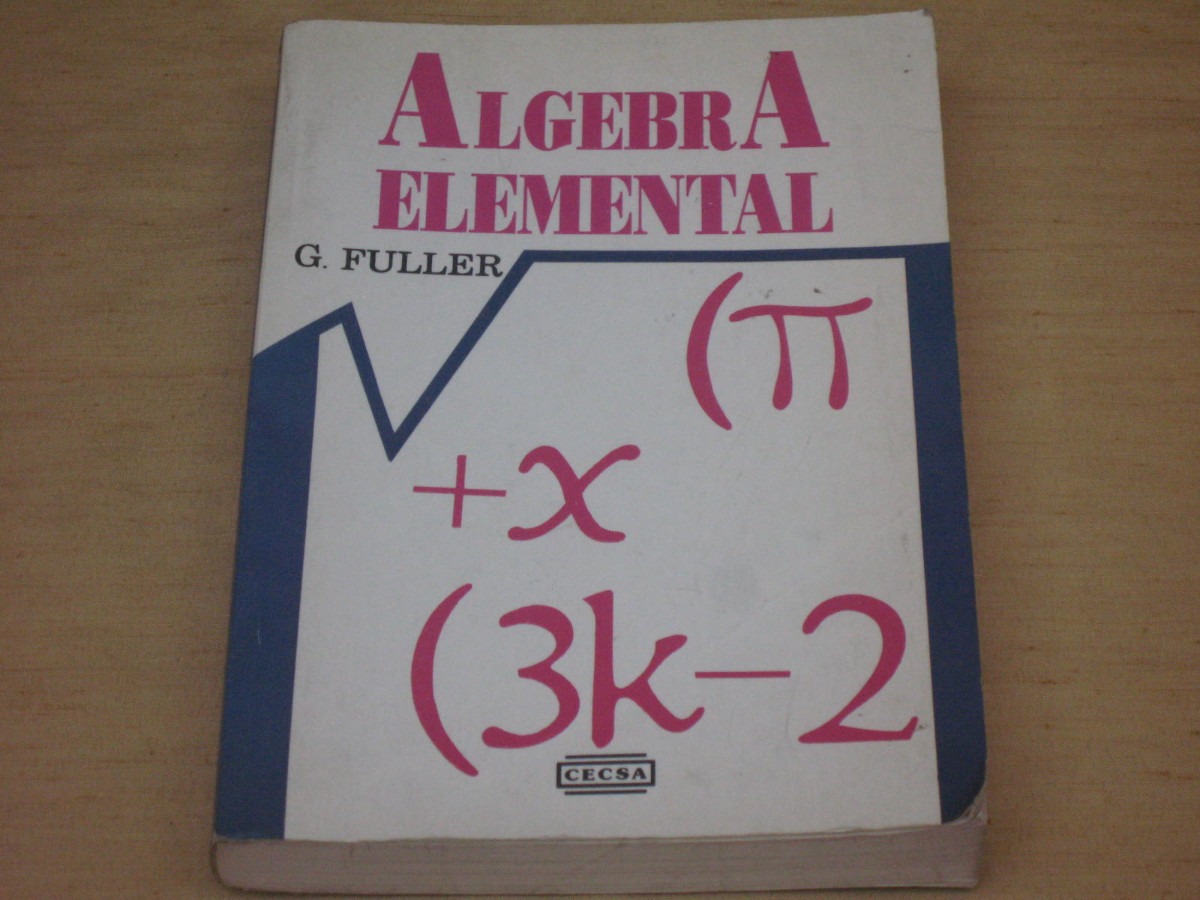 ALGEBRA
ELEMENTAL
G. FULLER
(π
+x
(3k-2
CECSA